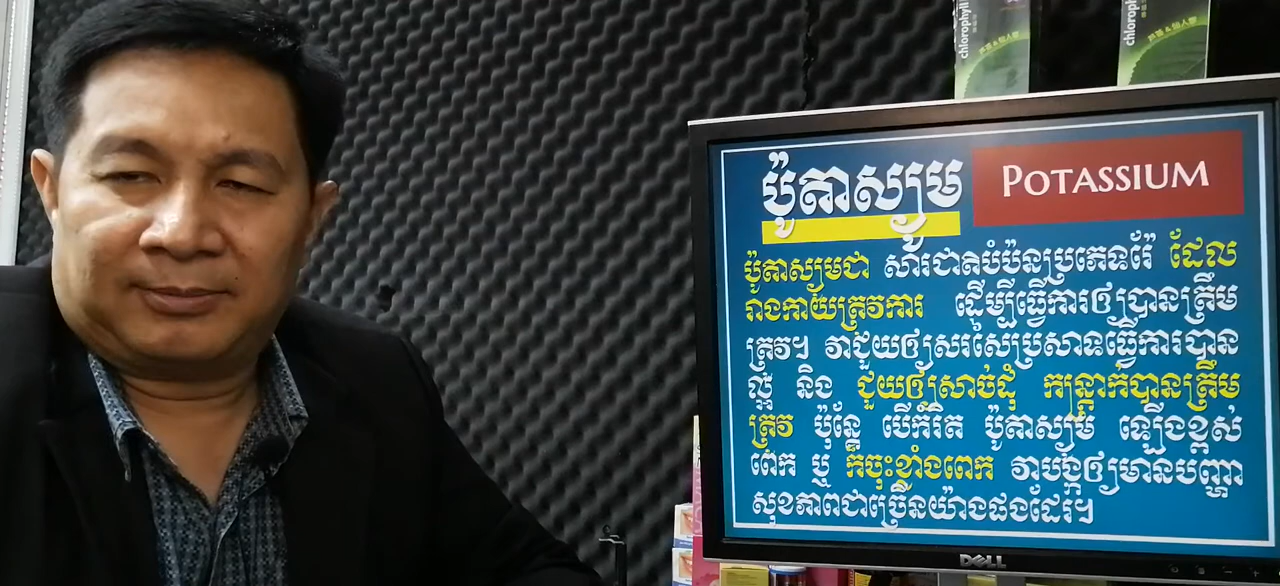 chlorophyll
chlorophyll
ប៉ូតាស្យូម POTASSIUM
ប៉ូតាស្យូមជា សារជាតិបំប៉នប្រភេទរ៉ែ ដែល
រាងកាយត្រូវការ ដើម្បីធ្វើការឲ្យបានត្រឹម
ត្រូវ។ វាជួយឲ្យសរសៃប្រសាទធ្វើការបាន
ល្អ និង ជួយឲ្យសាច់ដុំ កន្ត្រាក់បានត្រឹម
ត្រូវ ប៉ុន្តែ បើកំរិត ប៉ូតាស្យូម ឡើងខ្ពស់
ពេក ឬ ក៏ចុះខ្លាំងពេក វាបង្កឲ្យមានបញ្ហា
សុខភាពជាច្រើនយ៉ាងផងដែរ។
DELL